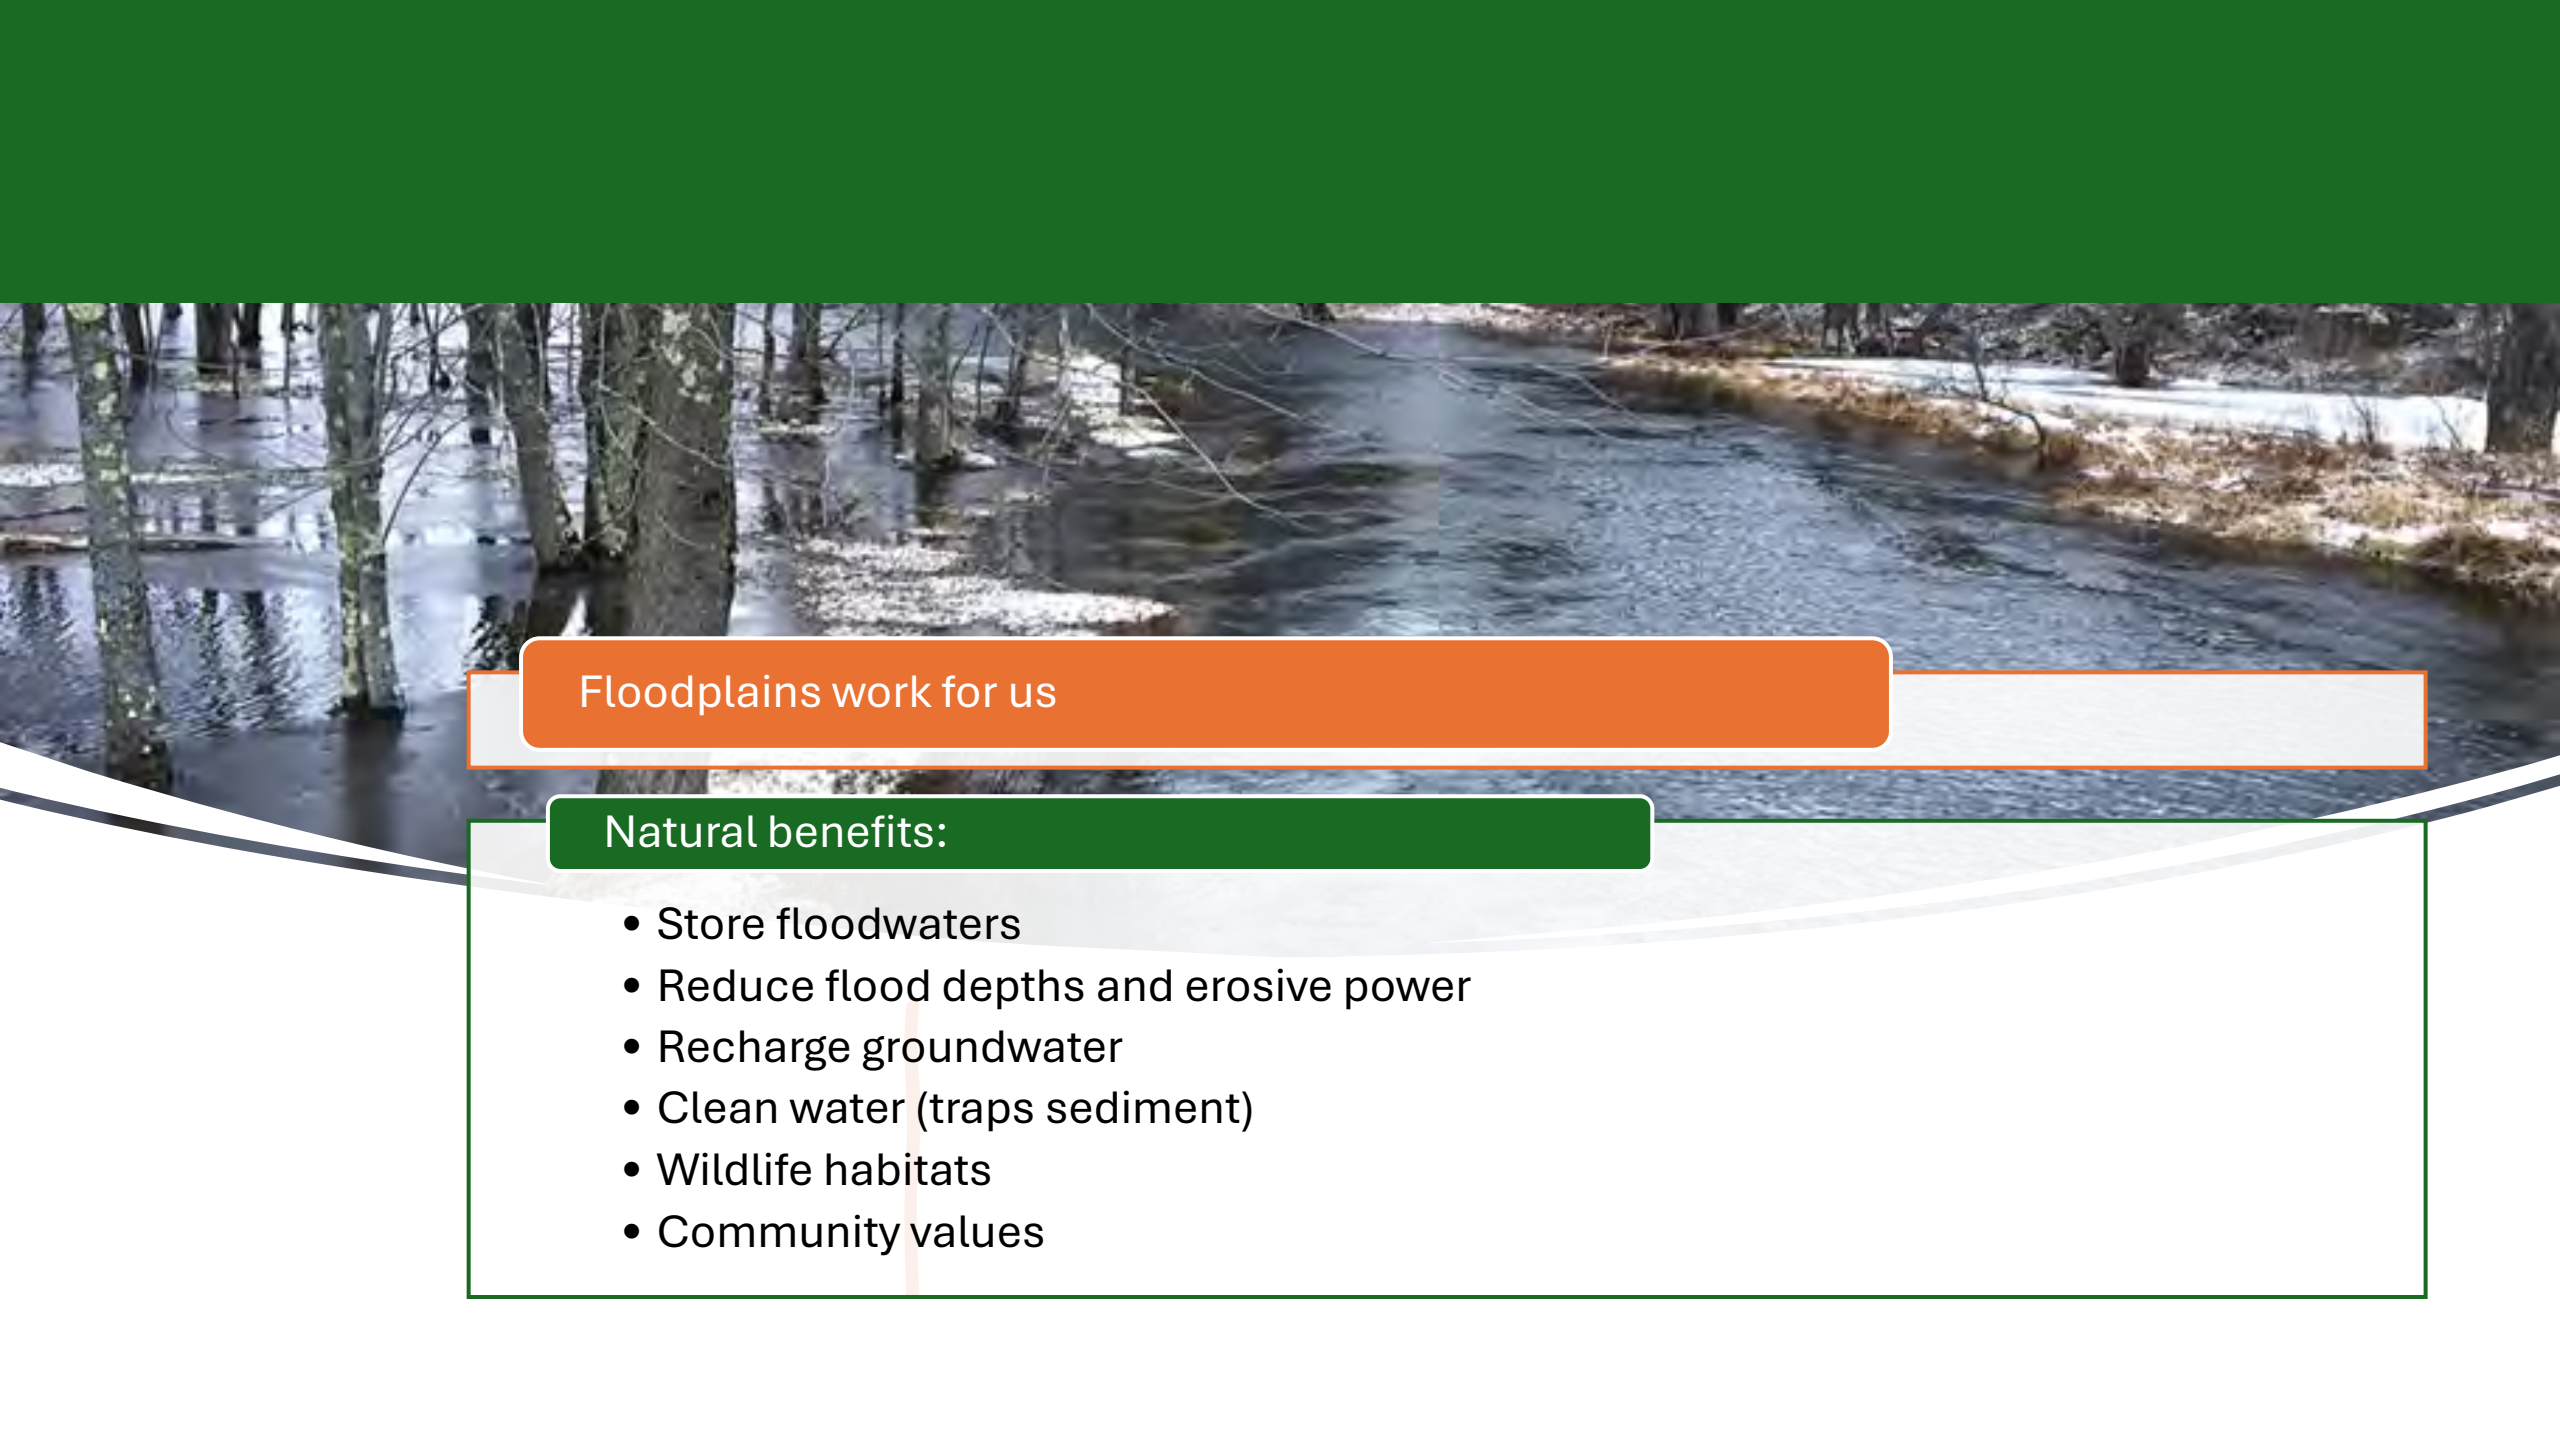 Floodplains work for us
Natural benefits:
• Store floodwaters
• Reduce flood depths and erosive power
• Recharge groundwater
• Clean water (traps sediment)
• Wildlife habitats
• Community values